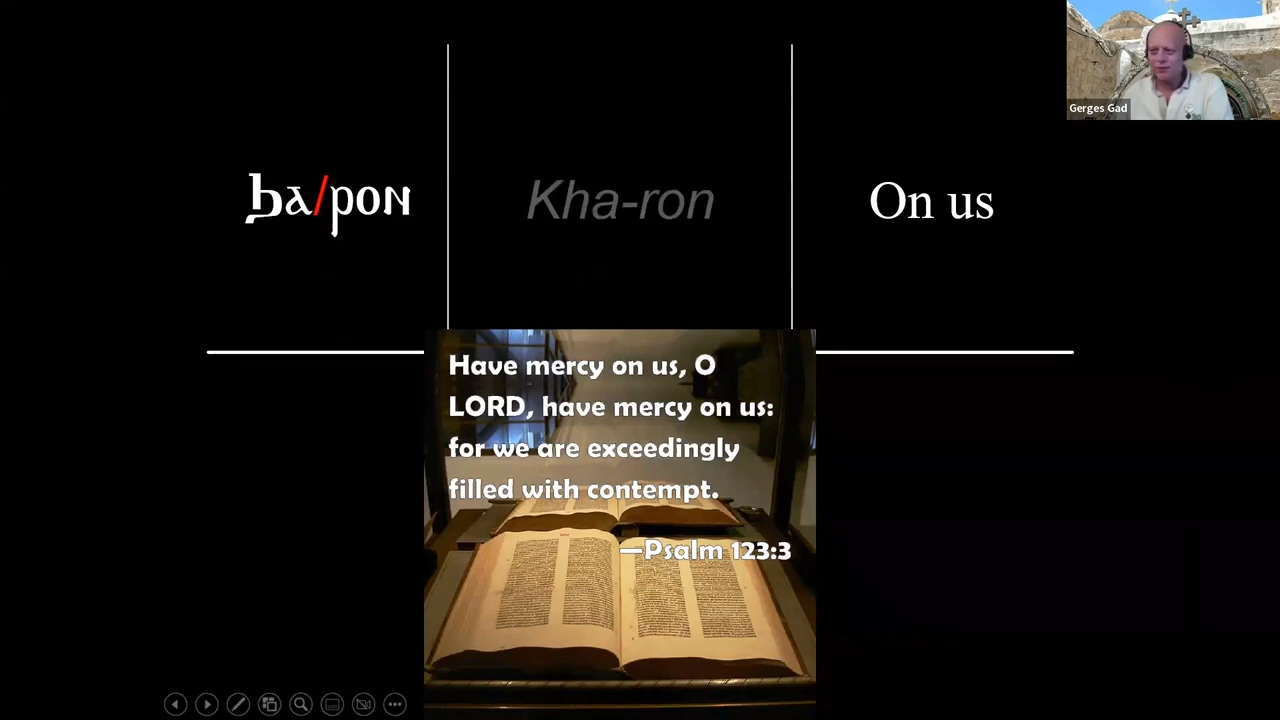 Gerges Gad
ϧⲁ/ⲣⲟⲛ
Kha-ron
On us
Have mercy on us, O
LORD, have mercy on us:
for we are exceedingly
filled with contempt.
—Psalm 123:3